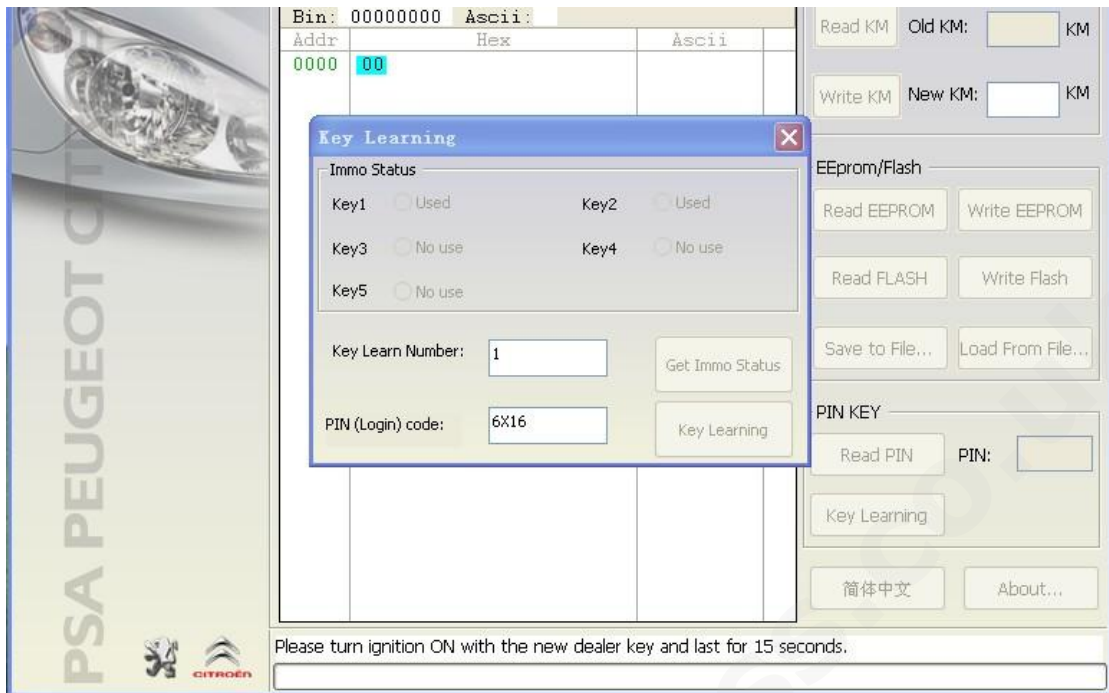 Bin: 00000000 Ascii:
Addr Hex Ascii
0000 00
Read KM Old KM: KM
Write KM New KM: KM
Key Learning
Immo Status
Key1 Used Key2 Used
Key3 No use Key4 No use
Key5 No use
Key Learn Number: 1 Get Immo Status
PIN (Login) code: 6X16 Key Learning
EEprom/Flash
Read EEPROM Write EEPROM
Read FLASH Write Flash
Save to File... Load From File...
PIN KEY
Read PIN PIN:
Key Learning
简体中文 About...
Please turn ignition ON with the new dealer key and last for 15 seconds.
PSA PEUGEOT
CITROËN